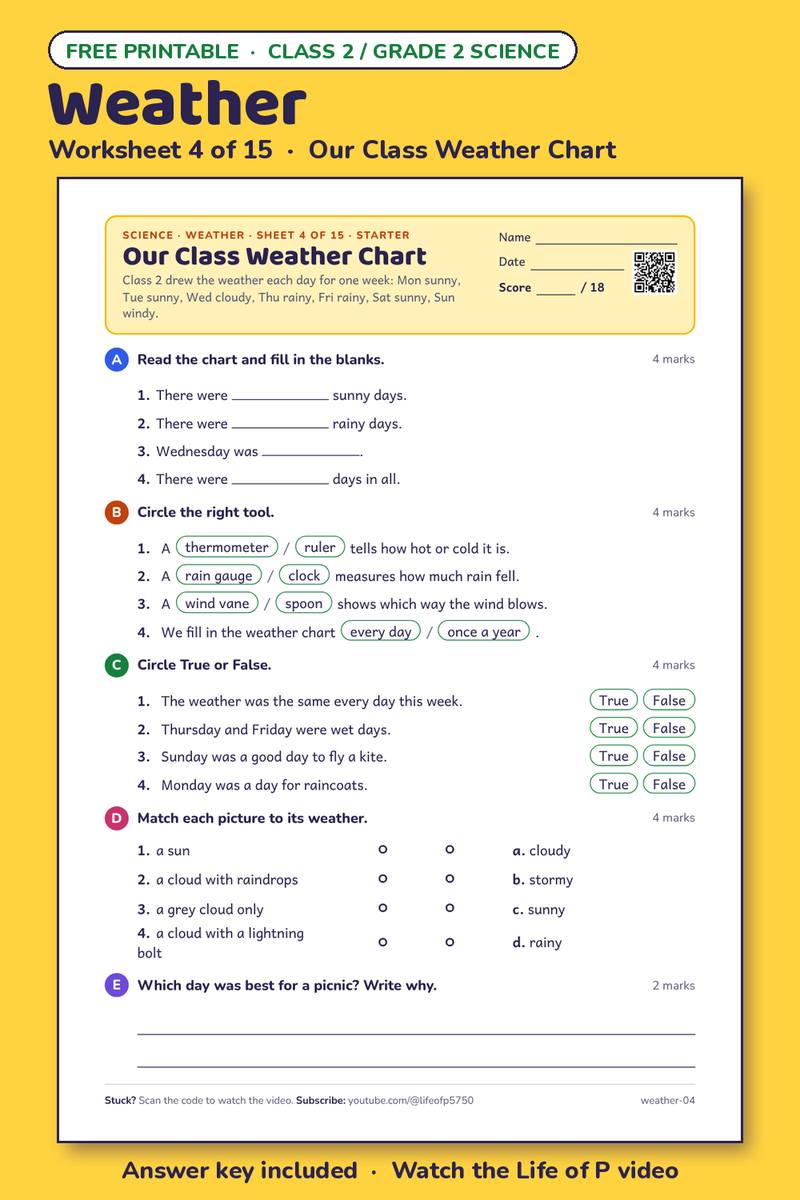 FREE PRINTABLE · CLASS 2 / GRADE 2 SCIENCE
Weather
Worksheet 4 of 15 · Our Class Weather Chart
SCIENCE · WEATHER · SHEET 4 OF 15 · STARTER
Our Class Weather Chart
Class 2 drew the weather each day for one week: Mon sunny,
Tue sunny, Wed cloudy, Thu rainy, Fri rainy, Sat sunny, Sun
windy.
Name
Date
Score / 18
A Read the chart and fill in the blanks. 4 marks
1. There were ____ sunny days.
2. There were ____ rainy days.
3. Wednesday was ____.
4. There were ____ days in all.
B Circle the right tool. 4 marks
1. A thermometer / ruler tells how hot or cold it is.
2. A rain gauge / clock measures how much rain fell.
3. A wind vane / spoon shows which way the wind blows.
4. We fill in the weather chart every day / once a year .
C Circle True or False. 4 marks
1. The weather was the same every day this week. True False
2. Thursday and Friday were wet days. True False
3. Sunday was a good day to fly a kite. True False
4. Monday was a day for raincoats. True False
D Match each picture to its weather. 4 marks
1. a sun a. cloudy
2. a cloud with raindrops b. stormy
3. a grey cloud only c. sunny
4. a cloud with a lightning
bolt d. rainy
E Which day was best for a picnic? Write why. 2 marks
Stuck? Scan the code to watch the video. Subscribe: youtube.com/@lifeofp5750 weather-04
Answer key included · Watch the Life of P video